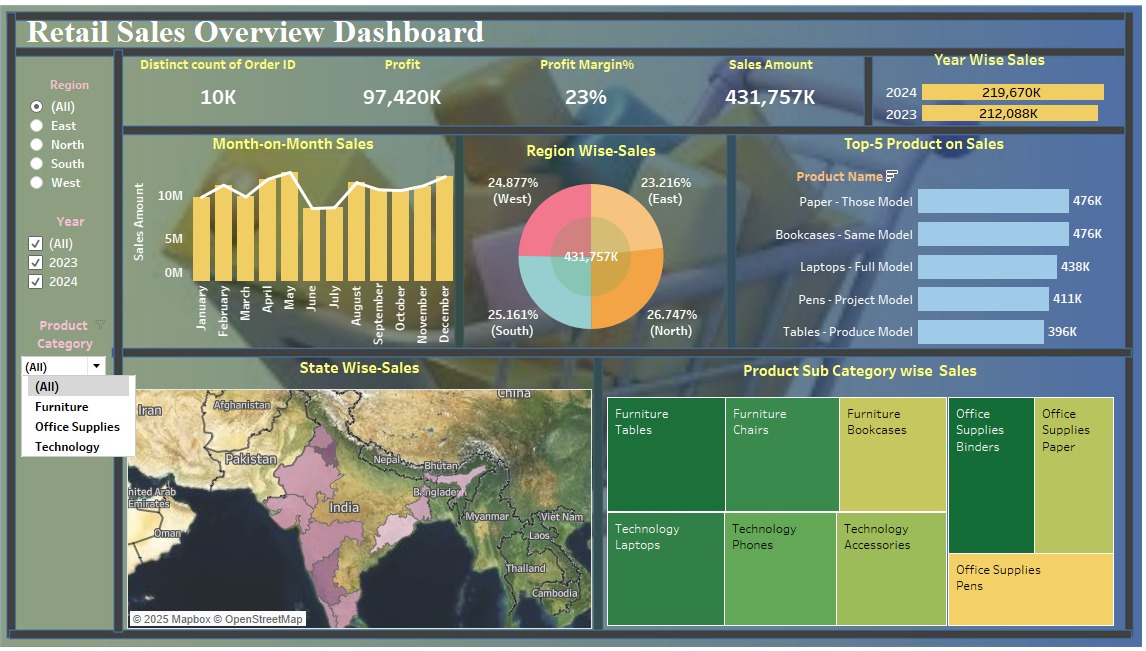 Retail Sales Overview Dashboard
Region
(All)
East
North
South
West
Year
(All)
2023
2024
Product
Category
(All)
(All)
Furniture
Office Supplies
Technology
Distinct count of Order ID
10K
Profit
97,420K
Profit Margin%
23%
Sales Amount
431,757K
Year Wise Sales
2024
219,670K
2023
212,088K
Month-on-Month Sales
Sales Amount
10M
5M
0M
January
February
March
April
May
June
July
August
September
October
November
December
Region Wise-Sales
24.877%
(West)
23.216%
(East)
431,757K
25.161%
(South)
26.747%
(North)
Top-5 Product on Sales
Product Name
Paper - Those Model
476K
Bookcases - Same Model
476K
Laptops - Full Model
438K
Pens - Project Model
411K
Tables - Produce Model
396K
State Wise-Sales
China
Iran
Afghanistan
Pakistan
Nepal
Bhutan
nited Arab
Emirates
Bangladesh
India
Myanmar
Viet Nam
Oman
Laos
Thailand
Cambodia
© 2025 Mapbox © OpenStreetMap
Product Sub Category wise Sales
Furniture
Tables
Furniture
Chairs
Furniture
Bookcases
Office
Supplies
Binders
Office
Supplies
Paper
Technology
Laptops
Technology
Phones
Technology
Accessories
Office Supplies
Pens